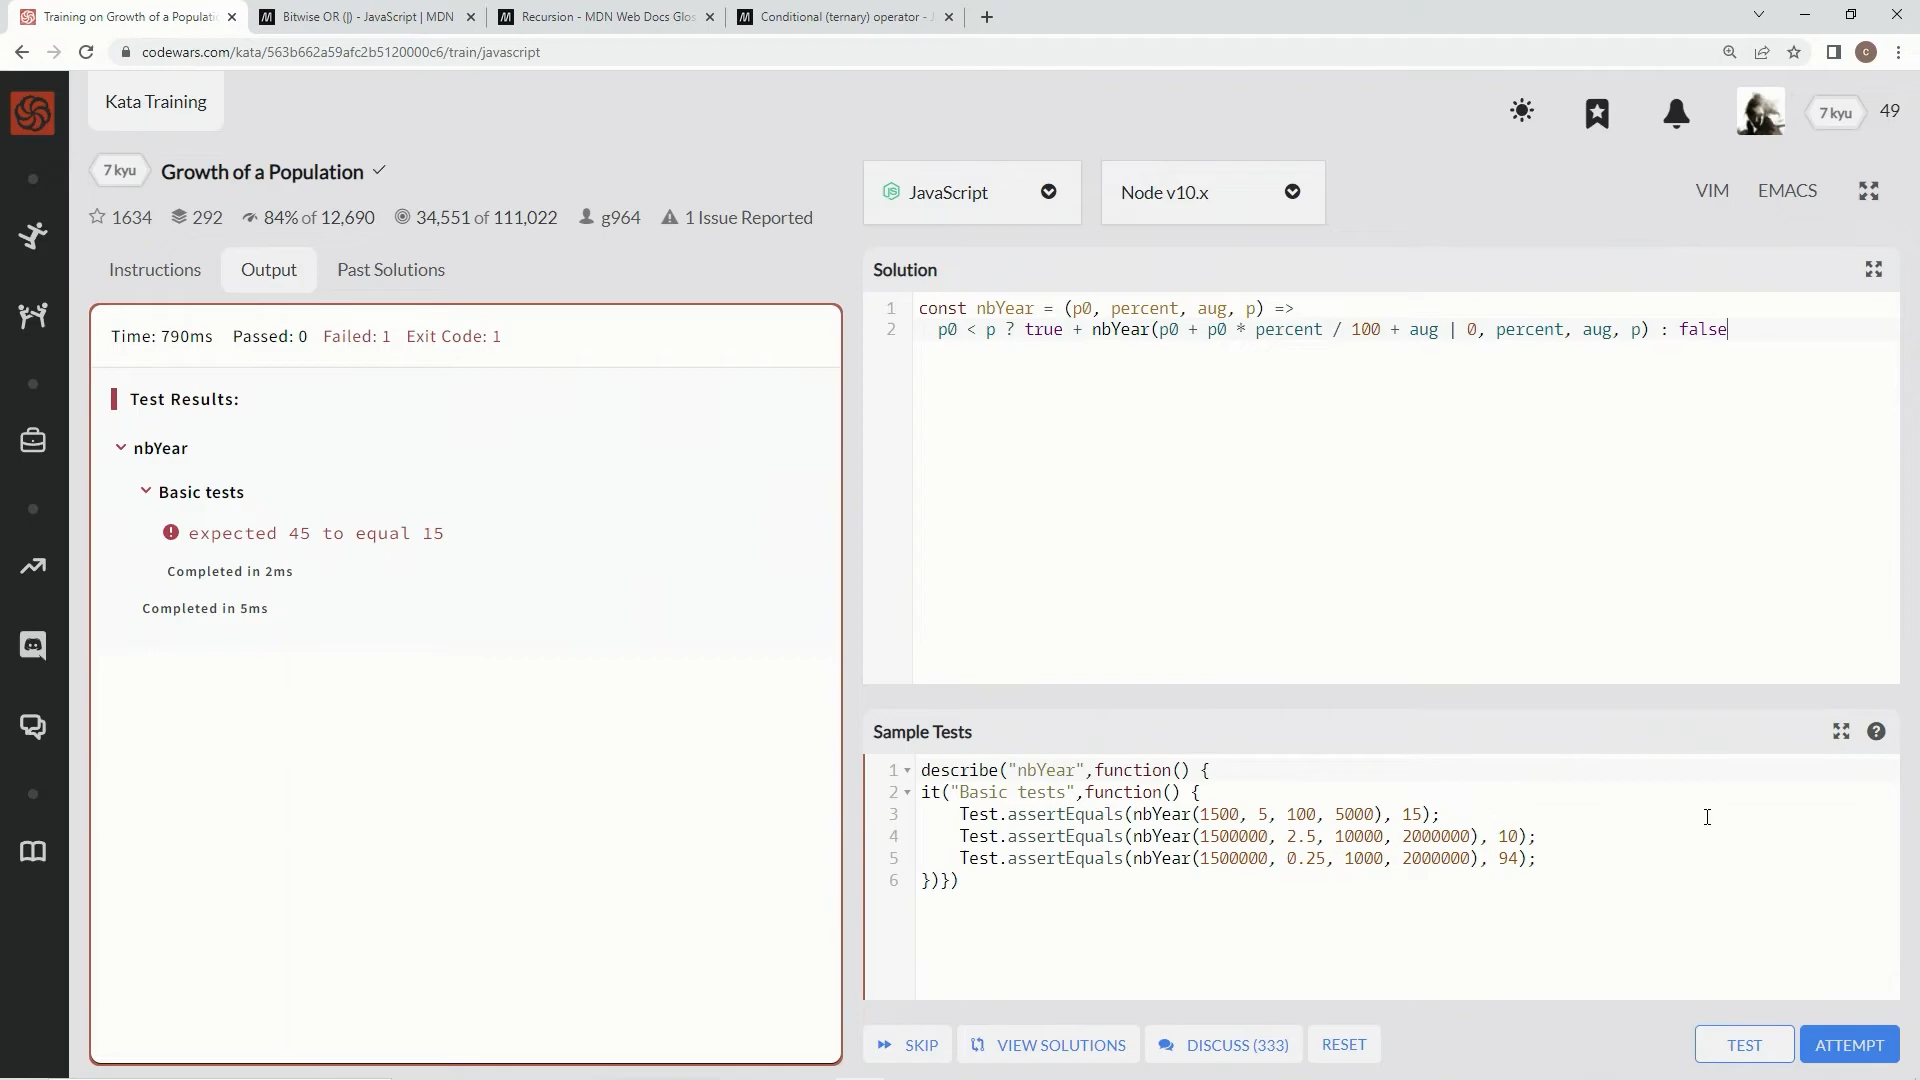 Training on Growth of a Populatio
Bitwise OR (|) - JavaScript | MDN
Recursion - MDN Web Docs Glos
Conditional (ternary) operator - J
codewars.com/kata/563b662a59afc2b5120000c6/train/javascript
c
Kata Training
7 kyu
49
7 kyu
Growth of a Population
1634
292
84% of 12,690
34,551 of 111,022
g964
1 Issue Reported
JavaScript
Node v10.x
VIM
EMACS
Instructions
Output
Past Solutions
Time: 790ms Passed: 0 Failed: 1 Exit Code: 1
Test Results:
nbYear
Basic tests
expected 45 to equal 15
Completed in 2ms
Completed in 5ms
Solution
1 const nbYear = (p0, percent, aug, p) =>
2 p0 < p ? true + nbYear(p0 + p0 * percent / 100 + aug | 0, percent, aug, p) : false
Sample Tests
1 describe("nbYear",function() {
2 it("Basic tests",function() {
3 Test.assertEquals(nbYear(1500, 5, 100, 5000), 15);
4 Test.assertEquals(nbYear(1500000, 2.5, 10000, 2000000), 10);
5 Test.assertEquals(nbYear(1500000, 0.25, 1000, 2000000), 94);
6 })})
SKIP
VIEW SOLUTIONS
DISCUSS (333)
RESET
TEST
ATTEMPT